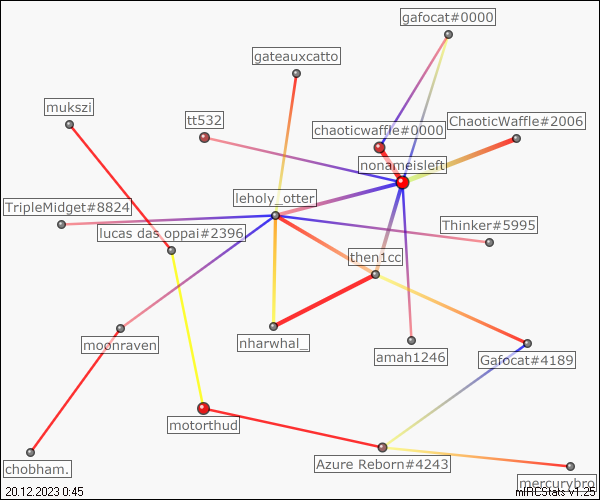 gafocat#0000
gateauxcatto
mukszi
tt532
ChaoticWaffle#2006
chaoticwaffle#0000
nonameisleft
leholy_otter
TripleMidget#8824
Thinker#5995
lucas das oppai#2396
then1cc
nharwhal_
moonraven
amah1246
Gafocat#4189
motorthud
Azure Reborn#4243
chobham.
mercurybro
20.12.2023 0:45
mIRCStats v1.25